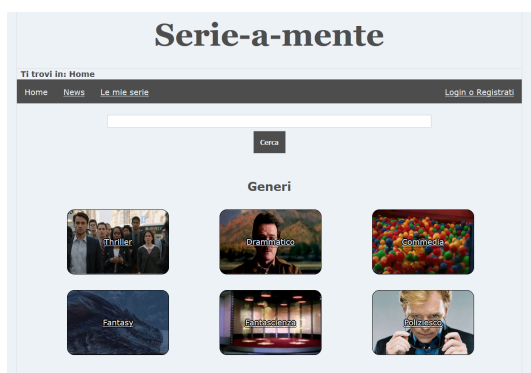 Serie-a-mente
Ti trovi in: Home
Home News Le mie serie Login o Registrati
Cerca
Generi
Thriller Drammatico Commedia
Fantasy Fantascienza Poliziesco